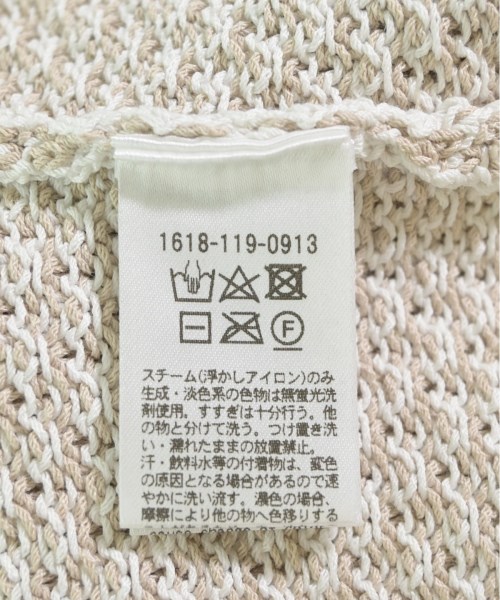 1618-119-0913
F
スチーム(浮かしアイロン)のみ
生成・淡色系の色物は無蛍光洗
剤使用。すすぎは十分行う。他
の物と分けて洗う。つけ置き洗
い・濡れたままの放置禁止。
汗・飲料水等の付着物は、変色
の原因となる場合があるので速
やかに洗い流す。濃色の場合、
摩擦により他の物へ色移りする